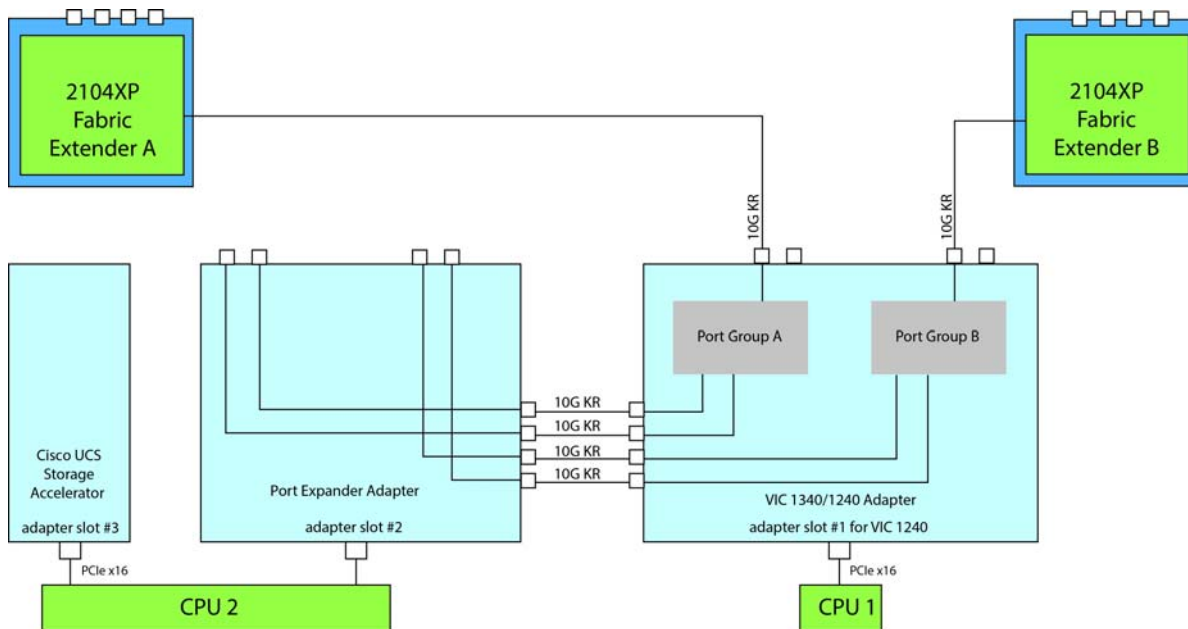 2104XP
Fabric
Extender A
2104XP
Fabric
Extender B
10G KR
10G KR
Port Group A
Port Group B
10G KR
10G KR
10G KR
10G KR
Cisco UCS
Storage
Accelerator
adapter slot #3
Port Expander Adapter
adapter slot #2
VIC 1340/1240 Adapter
adapter slot #1 for VIC 1240
PCIe x16
PCIe x16
CPU 2
CPU 1